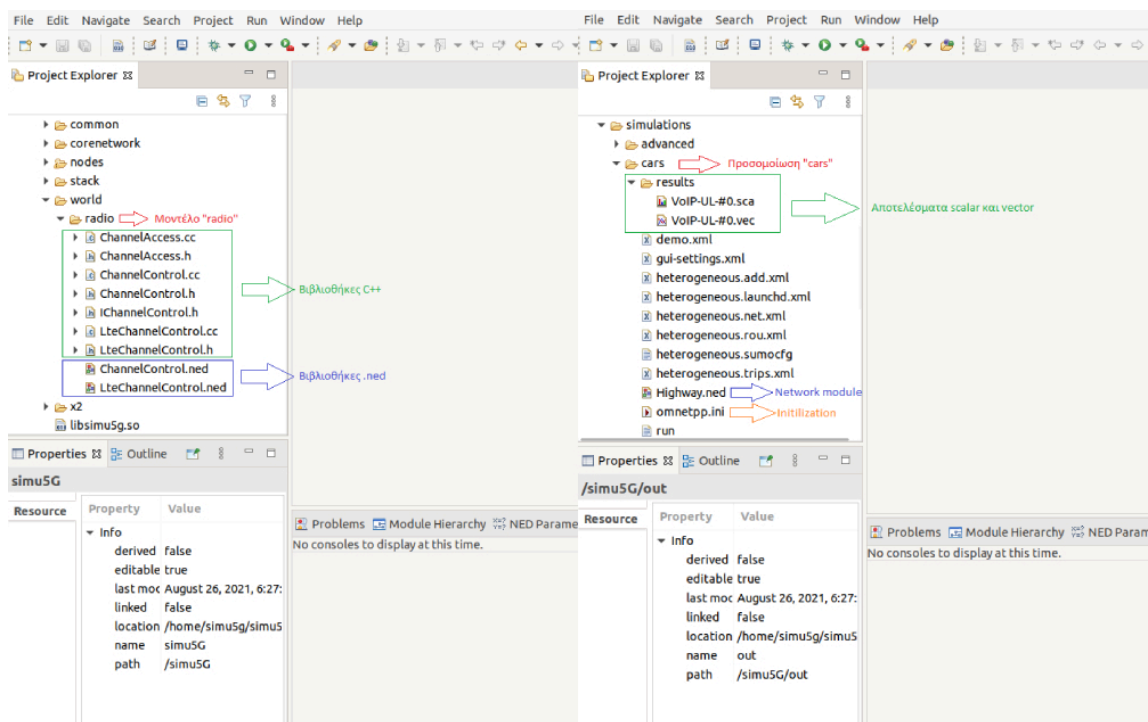 File Edit Navigate Search Project Run Window Help
Project Explorer
common
corenetwork
nodes
stack
world
radio
Μοντέλο "radio"
ChannelAccess.cc
ChannelAccess.h
ChannelControl.cc
ChannelControl.h
IChannelControl.h
LteChannelControl.cc
LteChannelControl.h
Βιβλιοθήκες C++
ChannelControl.ned
LteChannelControl.ned
Βιβλιοθήκες .ned
x2
libsimu5g.so
Properties Outline
simu5G
Resource
Property Value
Info
derived false
editable true
last moc August 26, 2021, 6:27:
linked false
location /home/simu5g/simu5
name simu5G
path /simu5G
Problems Module Hierarchy NED Parame
No consoles to display at this time.
File Edit Navigate Search Project Run Window Help
Project Explorer
simulations
advanced
cars
Προσομοίωση "cars"
results
VoIP-UL-#0.sca
VoIP-UL-#0.vec
Αποτελέσματα scalar και vector
demo.xml
gui-settings.xml
heterogeneous.add.xml
heterogeneous.launchd.xml
heterogeneous.net.xml
heterogeneous.rou.xml
heterogeneous.sumocfg
heterogeneous.trips.xml
Highway.ned
Network module
omnetpp.ini
Initilization
run
Properties Outline
/simu5G/out
Resource
Property Value
Info
derived false
editable true
last moc August 26, 2021, 6:27:
linked false
location /home/simu5g/simu5
name out
path /simu5G/out
Problems Module Hierarchy NED Param
No consoles to display at this time.